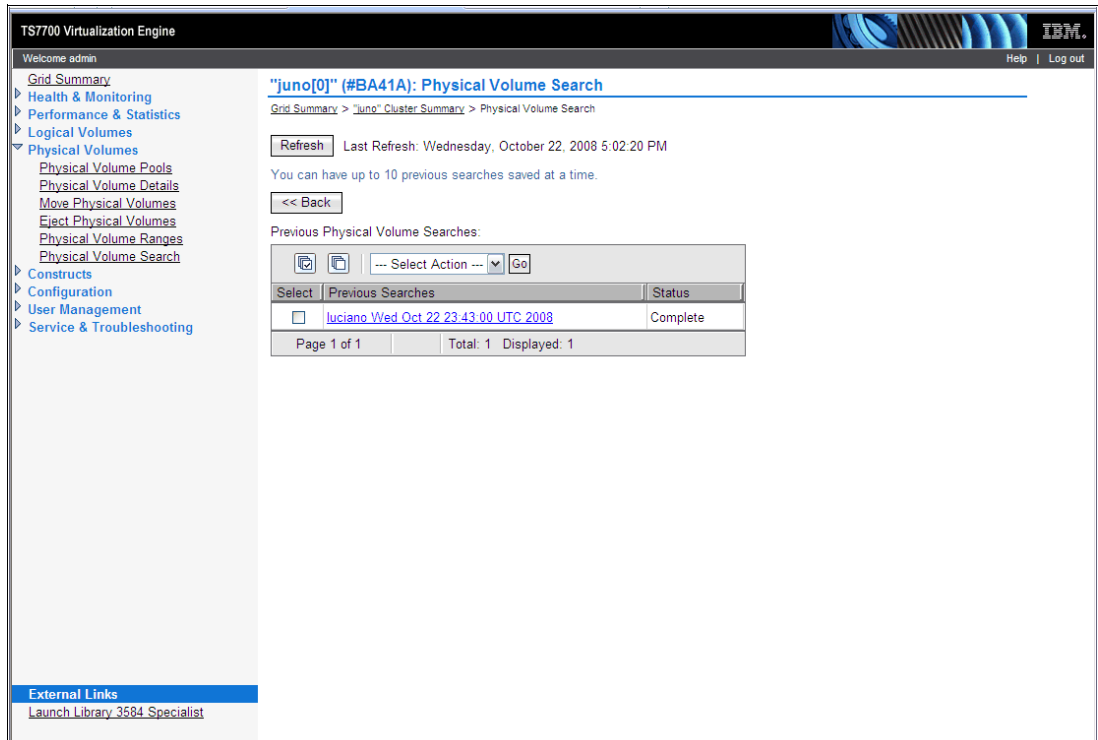 TS7700 Virtualization Engine
IBM.
Welcome admin
Help | Log out
Grid Summary
Health & Monitoring
Performance & Statistics
Logical Volumes
Physical Volumes
Physical Volume Pools
Physical Volume Details
Move Physical Volumes
Eject Physical Volumes
Physical Volume Ranges
Physical Volume Search
Constructs
Configuration
User Management
Service & Troubleshooting
External Links
Launch Library 3584 Specialist
"juno[0]" (#BA41A): Physical Volume Search
Grid Summary > "juno" Cluster Summary > Physical Volume Search
Refresh Last Refresh: Wednesday, October 22, 2008 5:02:20 PM
You can have up to 10 previous searches saved at a time.
<< Back
Previous Physical Volume Searches:
--- Select Action --- Go
Select Previous Searches Status
luciano Wed Oct 22 23:43:00 UTC 2008 Complete
Page 1 of 1 Total: 1 Displayed: 1